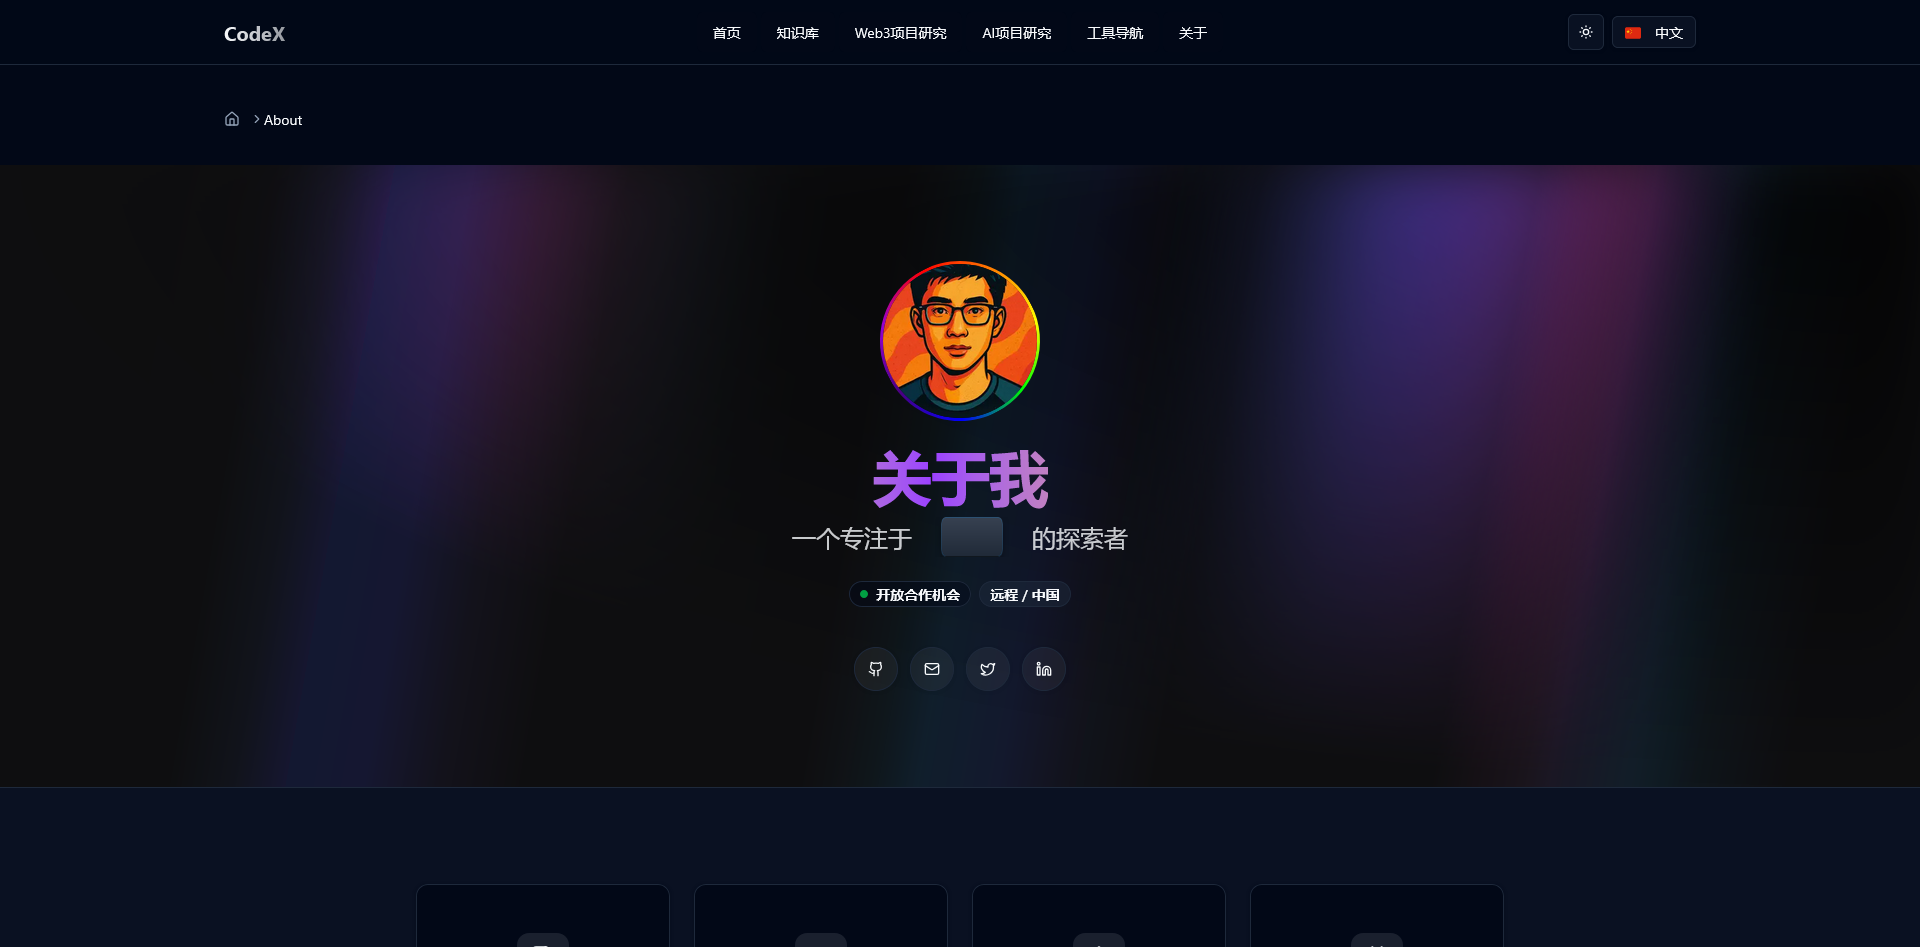 CodeX
首页
知识库
Web3项目研究
AI项目研究
工具导航
关于
中文
About
关于我
一个专注于 的探索者
开放合作机会
远程 / 中国